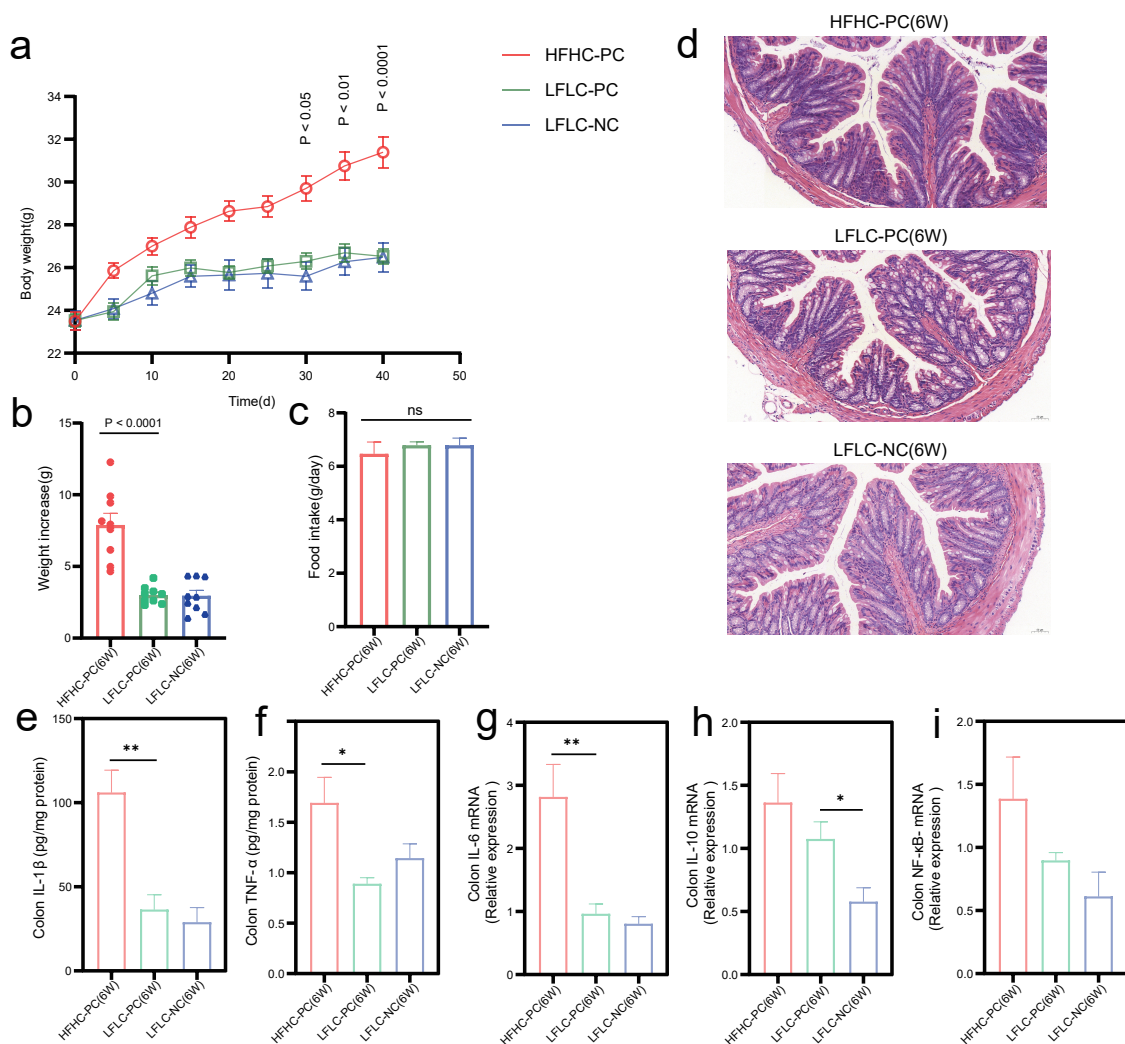 a
HFHC-PC
LFLC-PC
LFLC-NC
P < 0.05
P < 0.01
P < 0.0001
34
32
30
28
26
24
22
0
10
20
30
40
50
Body weight(g)
Time(d)
d
HFHC-PC(6W)
LFLC-PC(6W)
LFLC-NC(6W)
b
P < 0.0001
15
10
5
0
Weight increase(g)
HFHC-PC(6W)
LFLC-PC(6W)
LFLC-NC(6W)
c
ns
8
6
4
2
0
Food intake(g/day)
HFHC-PC(6W)
LFLC-PC(6W)
LFLC-NC(6W)
e
**
150
100
50
0
Colon IL-1 β (pg/mg protein)
HFHC-PC(6W)
LFLC-PC(6W)
LFLC-NC(6W)
f
*
2.0
1.5
1.0
0.5
0.0
Colon TNF- α (pg/mg protein)
HFHC-PC(6W)
LFLC-PC(6W)
LFLC-NC(6W)
g
**
4
3
2
1
0
Colon IL-6 mRNA
(Relative expression )
HFHC-PC(6W)
LFLC-PC(6W)
LFLC-NC(6W)
h
*
2.0
1.5
1.0
0.5
0.0
Colon IL-10 mRNA
(Relative expression )
HFHC-PC(6W)
LFLC-PC(6W)
LFLC-NC(6W)
i
2.0
1.5
1.0
0.5
0.0
Colon NF-κB- mRNA
(Relative expression )
HFHC-PC(6W)
LFLC-PC(6W)
LFLC-NC(6W)